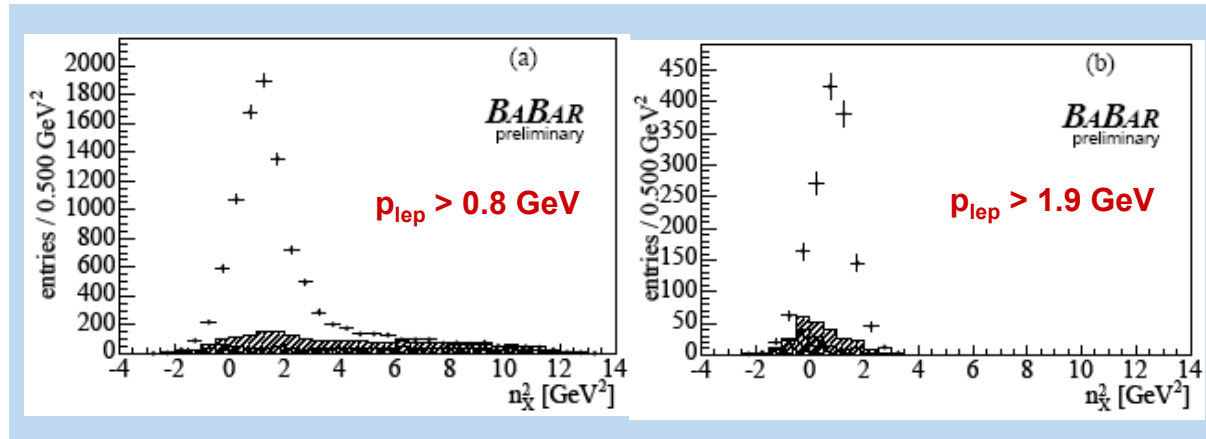 (a)
BABAR
preliminary
p_lep > 0.8 GeV
entries / 0.500 GeV²
2000
1800
1600
1400
1200
1000
800
600
400
200
0
-4 -2 0 2 4 6 8 10 12 14
n²_X [GeV²]
(b)
BABAR
preliminary
p_lep > 1.9 GeV
entries / 0.500 GeV²
450
400
350
300
250
200
150
100
50
0
-4 -2 0 2 4 6 8 10 12 14
n²_X [GeV²]